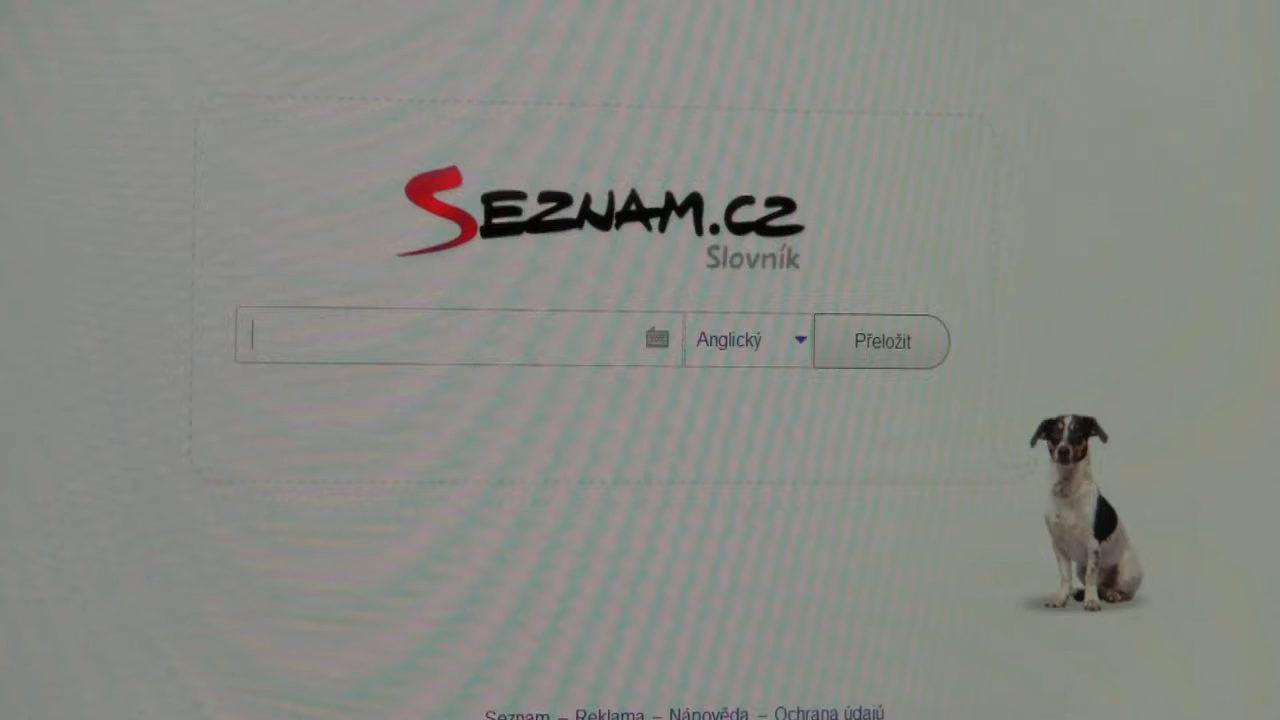 SEZNAM.CZ
Slovník
Anglický
Přeložit
Seznam – Reklama – Nápověda – Ochrana údajů